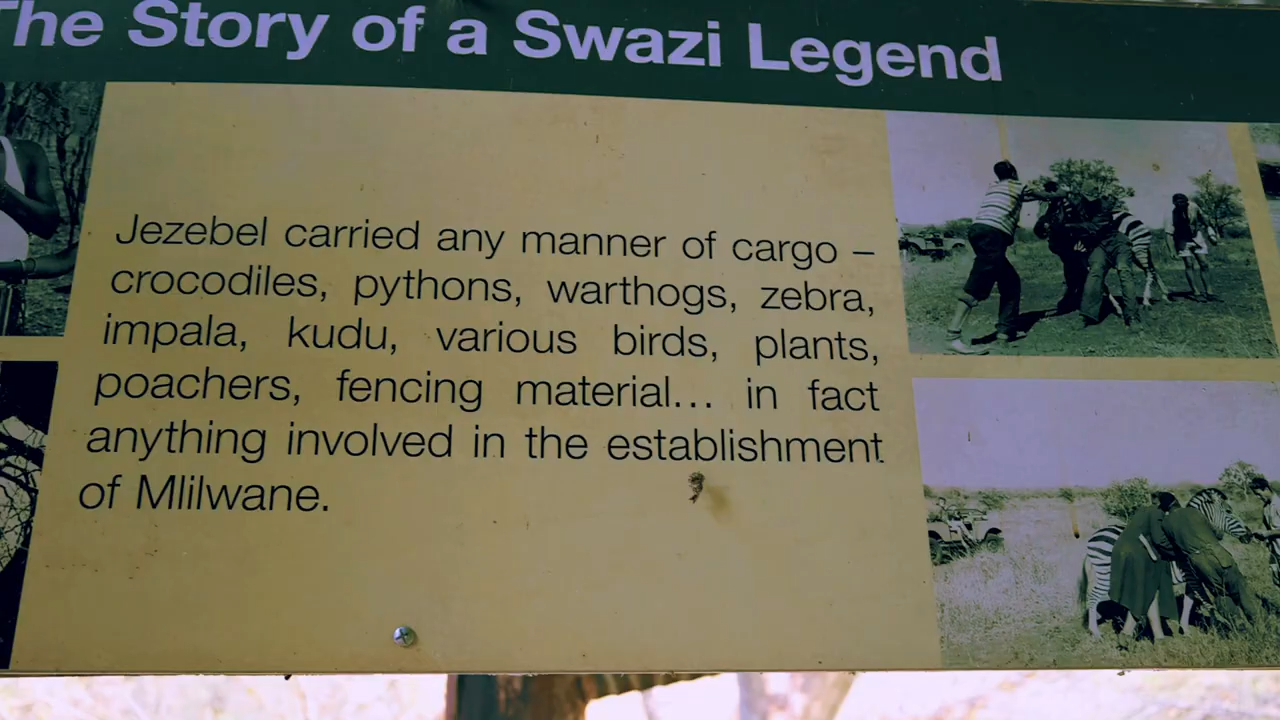 The Story of a Swazi Legend
Jezebel carried any manner of cargo –
crocodiles, pythons, warthogs, zebra,
impala, kudu, various birds, plants,
poachers, fencing material... in fact
anything involved in the establishment
of Mlilwane.